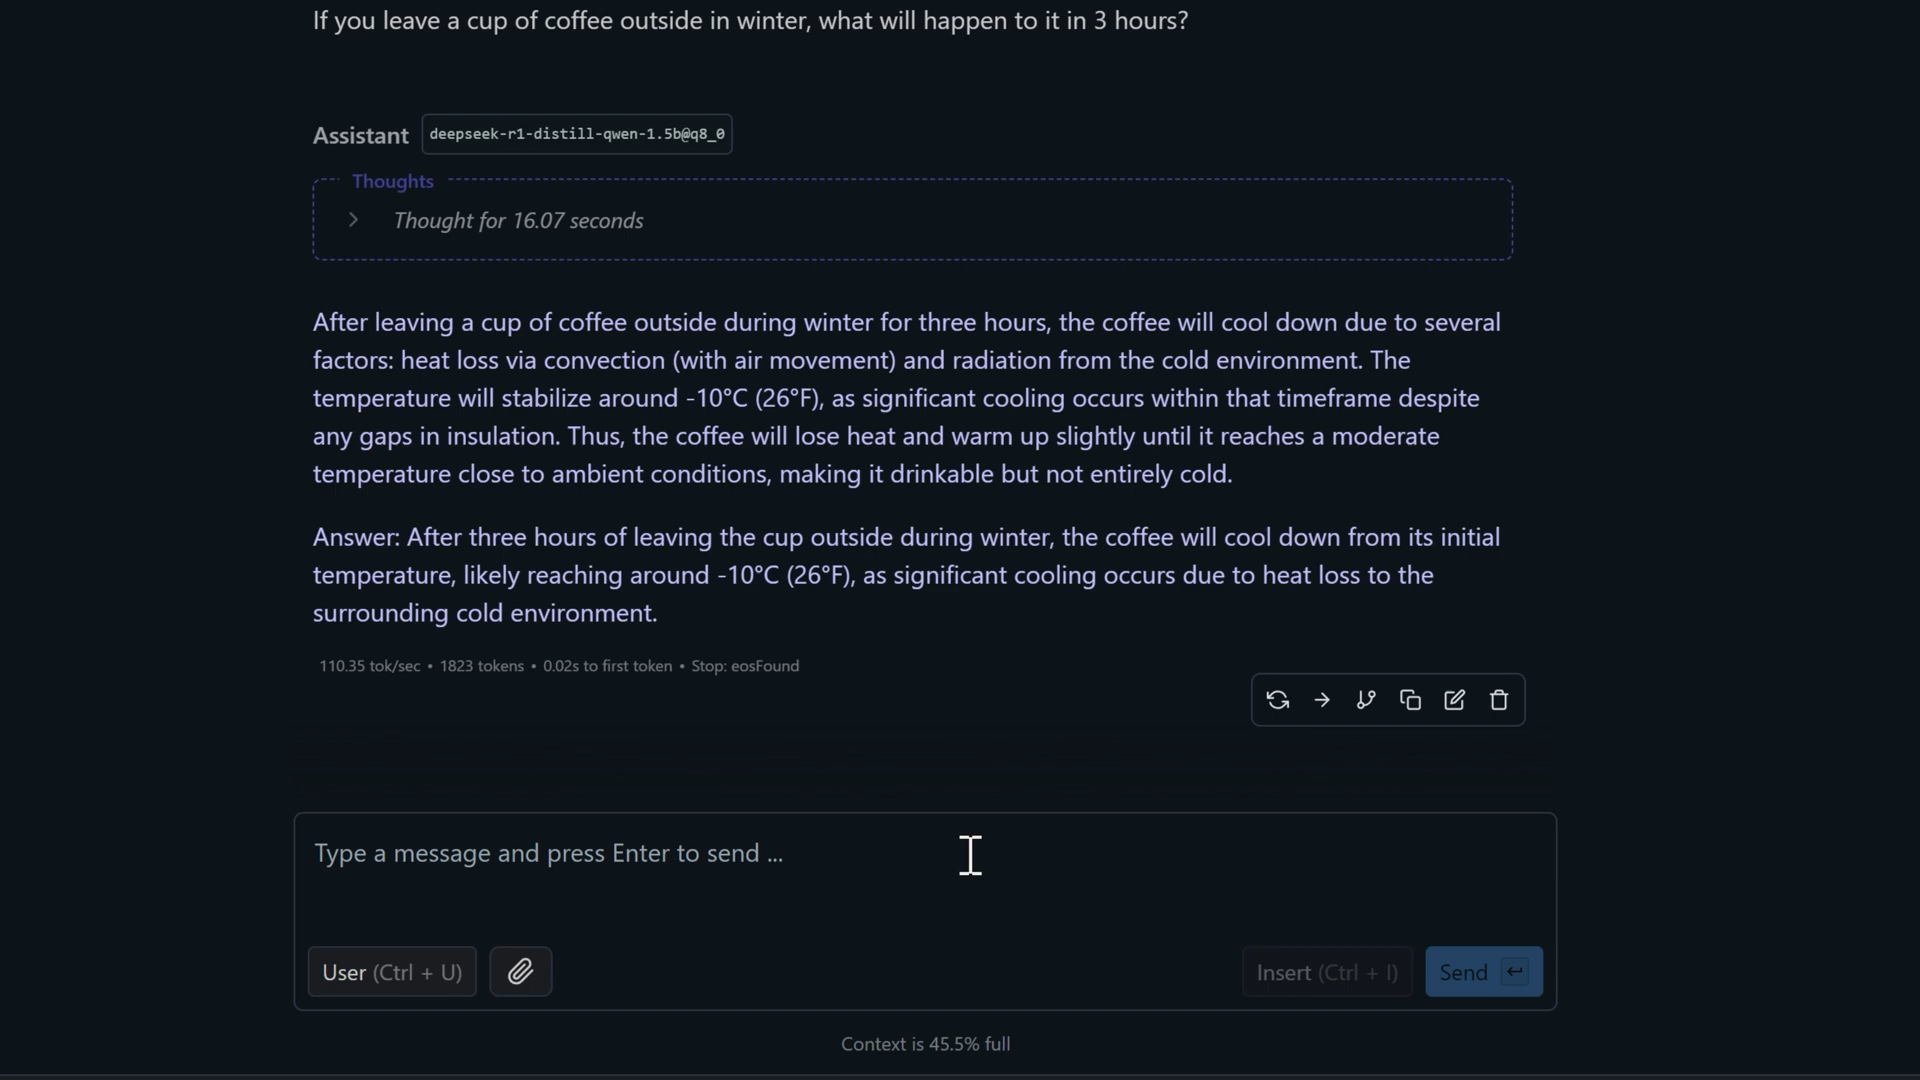 If you leave a cup of coffee outside in winter, what will happen to it in 3 hours?
Assistant deepseek-r1-distill-qwen-1.5b@q8_0
Thoughts
Thought for 16.07 seconds
After leaving a cup of coffee outside during winter for three hours, the coffee will cool down due to several
factors: heat loss via convection (with air movement) and radiation from the cold environment. The
temperature will stabilize around -10°C (26°F), as significant cooling occurs within that timeframe despite
any gaps in insulation. Thus, the coffee will lose heat and warm up slightly until it reaches a moderate
temperature close to ambient conditions, making it drinkable but not entirely cold.
Answer: After three hours of leaving the cup outside during winter, the coffee will cool down from its initial
temperature, likely reaching around -10°C (26°F), as significant cooling occurs due to heat loss to the
surrounding cold environment.
110.35 tok/sec • 1823 tokens • 0.02s to first token • Stop: eosFound
Type a message and press Enter to send ...
User (Ctrl + U) Insert (Ctrl + I) Send
Context is 45.5% full